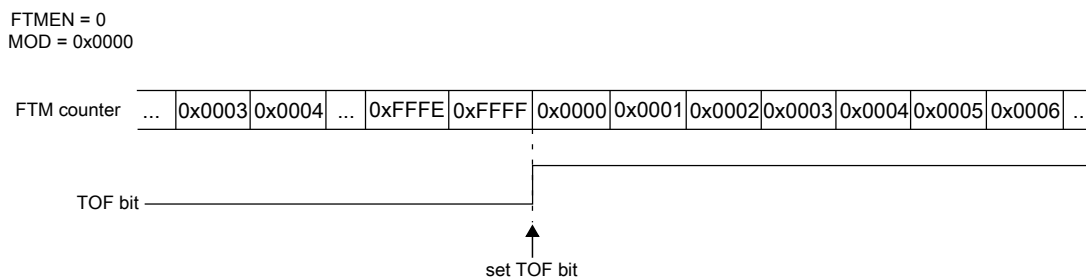 FTMEN = 0
MOD = 0x0000
FTM counter ... 0x0003 0x0004 ... 0xFFFE 0xFFFF 0x0000 0x0001 0x0002 0x0003 0x0004 0x0005 0x0006 ...
TOF bit
set TOF bit